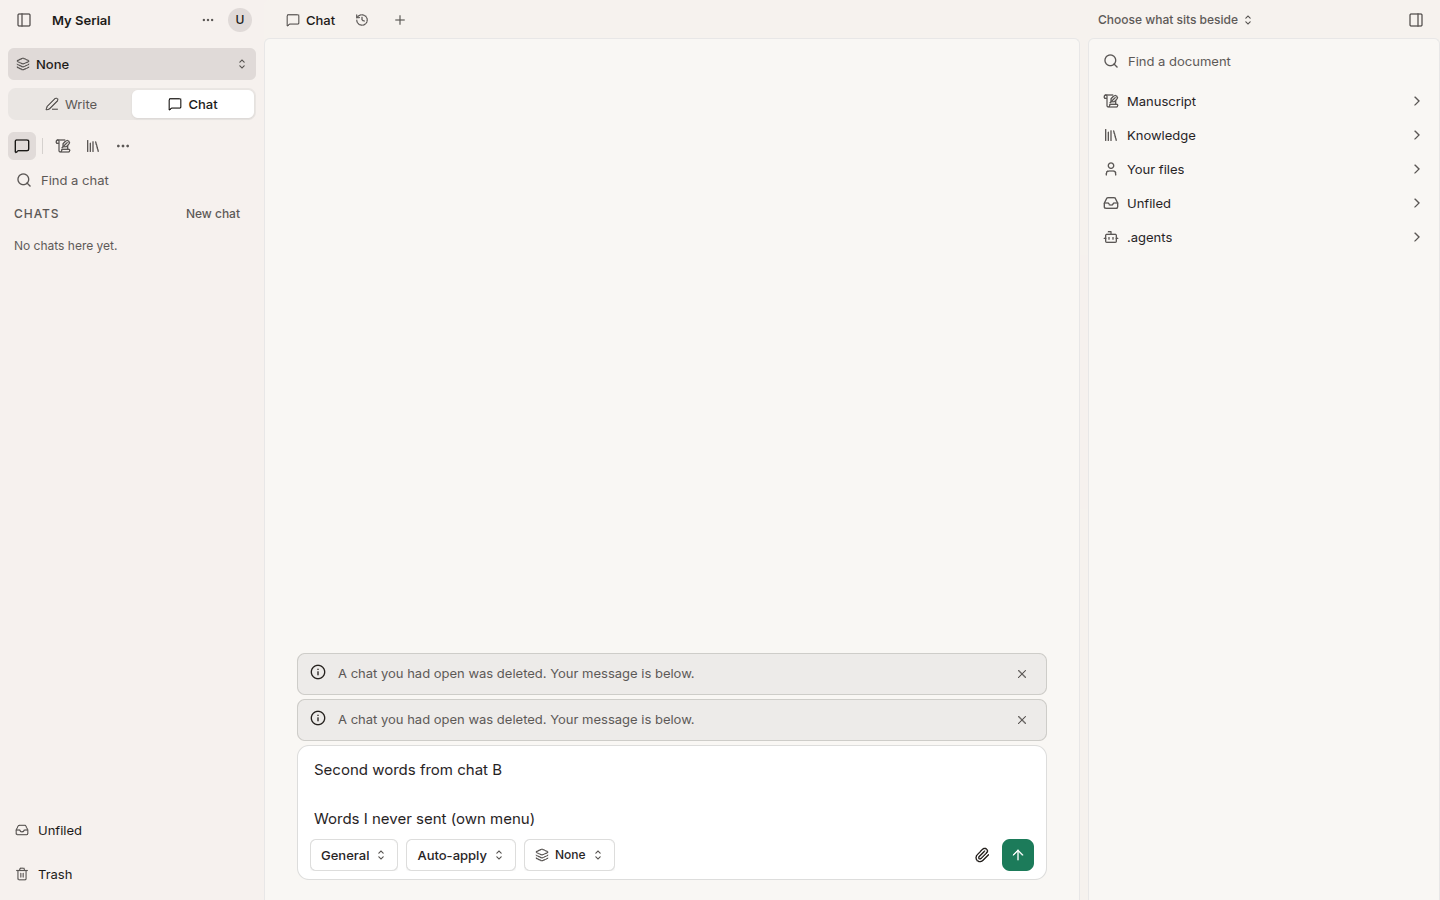 My Serial
U
None
Write
Chat
Find a chat
CHATS
New chat
No chats here yet.
Unfiled
Trash
Chat
A chat you had open was deleted. Your message is below.
A chat you had open was deleted. Your message is below.
Second words from chat B
Words I never sent (own menu)
General
Auto-apply
None
Choose what sits beside
Find a document
Manuscript
Knowledge
Your files
Unfiled
.agents